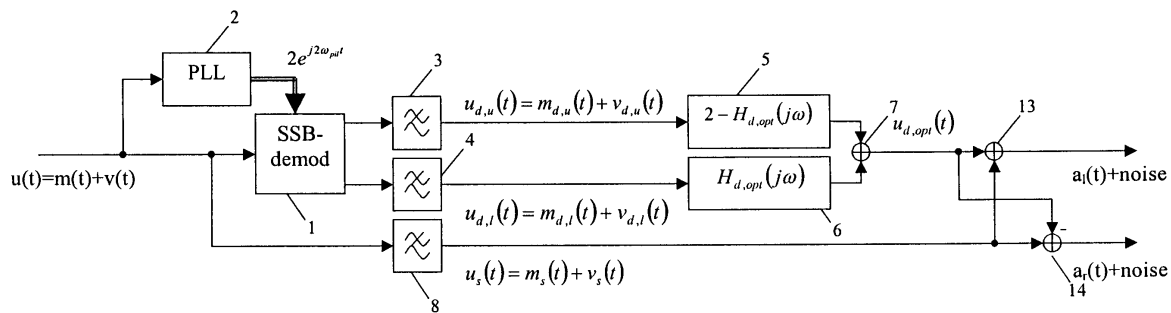 2
PLL
2e^{j2ω_{pil}t}
3
u_{d,u}(t)=m_{d,u}(t)+v_{d,u}(t)
5
2−H_{d,opt}(jω)
7
u_{d,opt}(t)
13
SSB-
demod
u(t)=m(t)+v(t)
1
4
H_{d,opt}(jω)
6
a_l(t)+noise
u_{d,l}(t)=m_{d,l}(t)+v_{d,l}(t)
-
u_s(t)=m_s(t)+v_s(t)
8
14
a_r(t)+noise